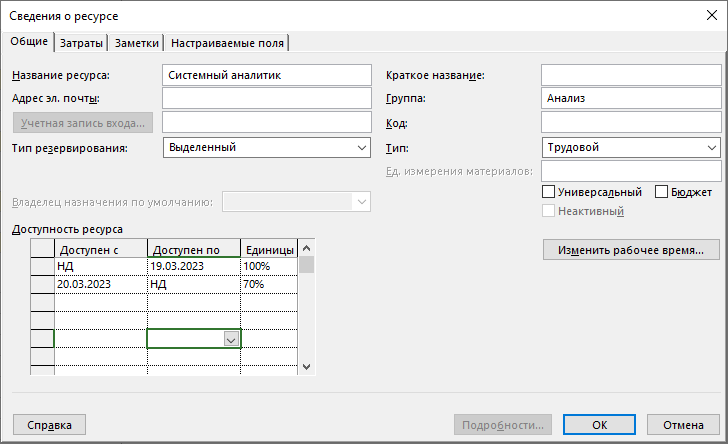 Сведения о ресурсе
Общие Затраты Заметки Настраиваемые поля
Название ресурса: Системный аналитик Краткое название:
Адрес эл. почты: Группа: Анализ
Учетная запись входа... Код:
Тип резервирования: Выделенный Тип: Трудовой
Ед. измерения материалов:
Владелец назначения по умолчанию: Универсальный Бюджет
Неактивный
Доступность ресурса
Доступен с Доступен по Единицы Изменить рабочее время...
НД 19.03.2023 100%
20.03.2023 НД 70%
Справка Подробности... ОК Отмена